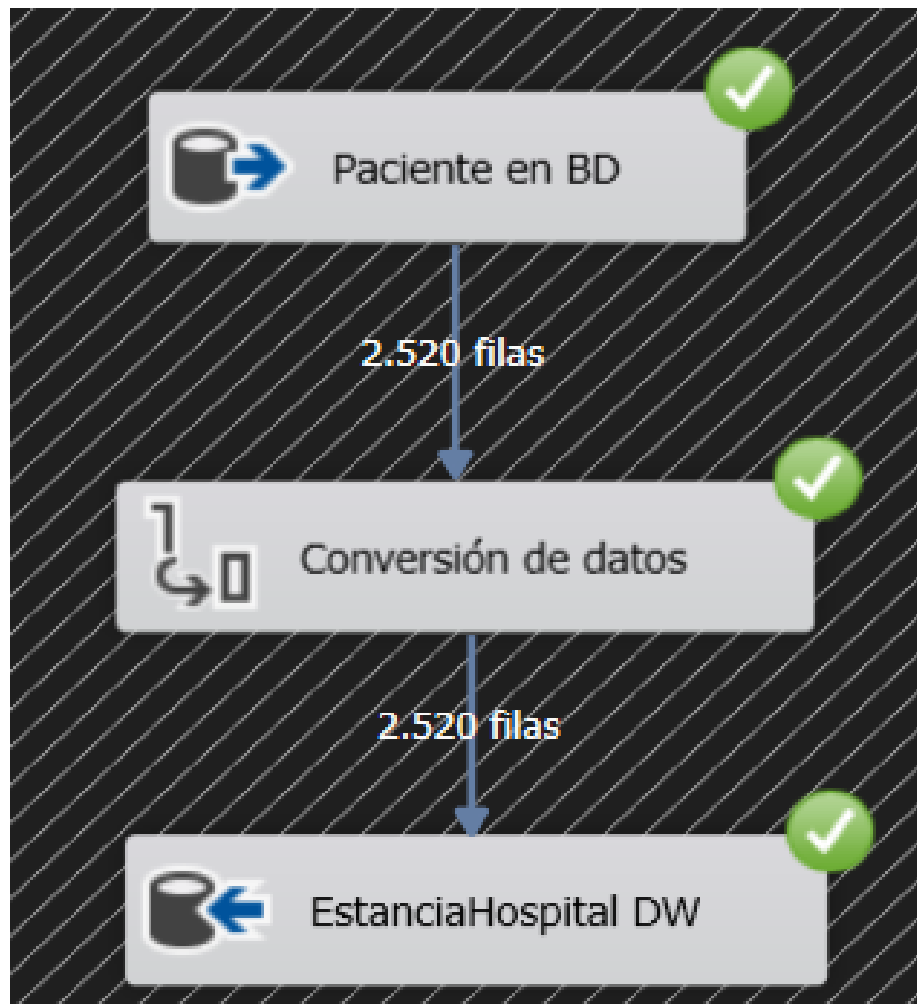 Paciente en BD
2.520 filas
Conversión de datos
2.520 filas
EstanciaHospital DW